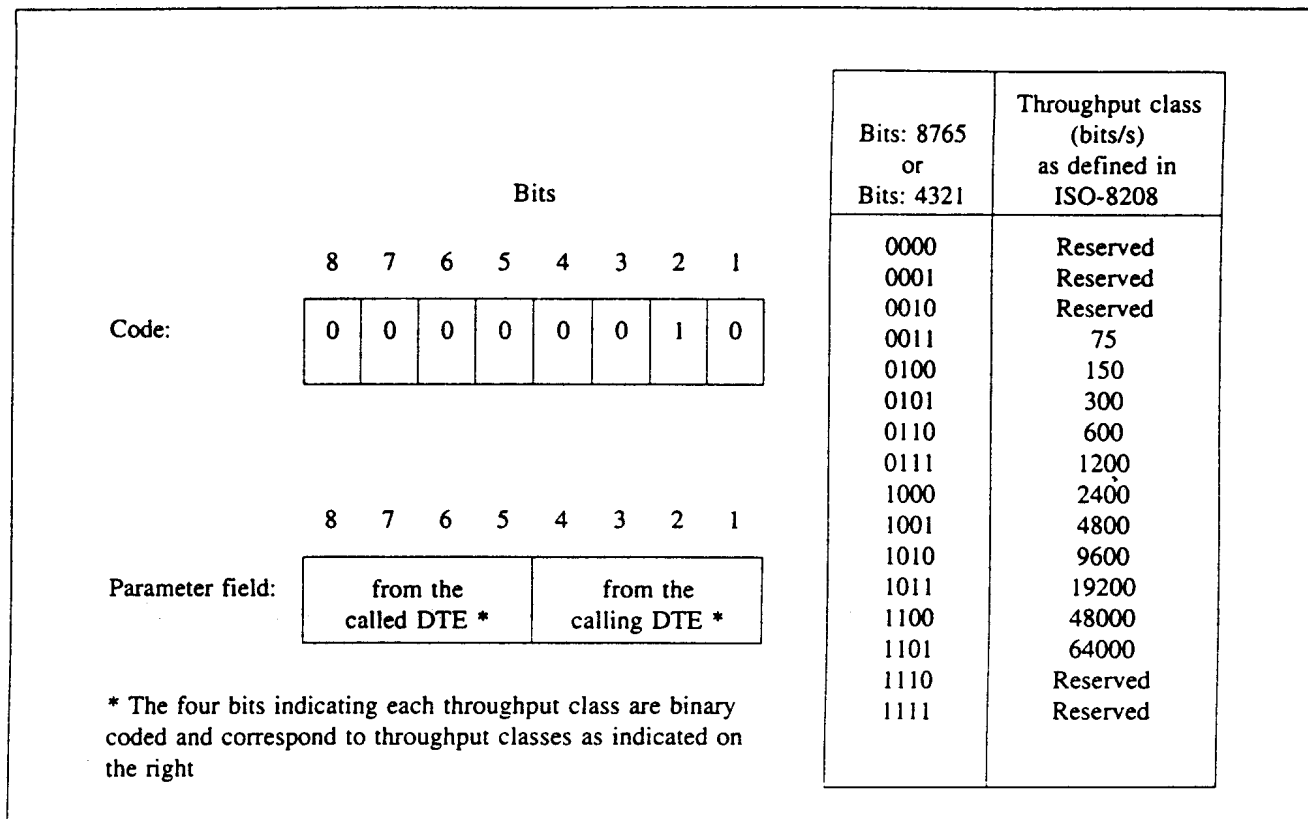 Bits
8 7 6 5 4 3 2 1
Code: 0 0 0 0 0 0 1 0
8 7 6 5 4 3 2 1
Parameter field: from the called DTE * from the calling DTE *
* The four bits indicating each throughput class are binary
coded and correspond to throughput classes as indicated on
the right
Bits: 8765 or Bits: 4321 Throughput class (bits/s) as defined in ISO-8208
0000 Reserved
0001 Reserved
0010 Reserved
0011 75
0100 150
0101 300
0110 600
0111 1200
1000 2400
1001 4800
1010 9600
1011 19200
1100 48000
1101 64000
1110 Reserved
1111 Reserved